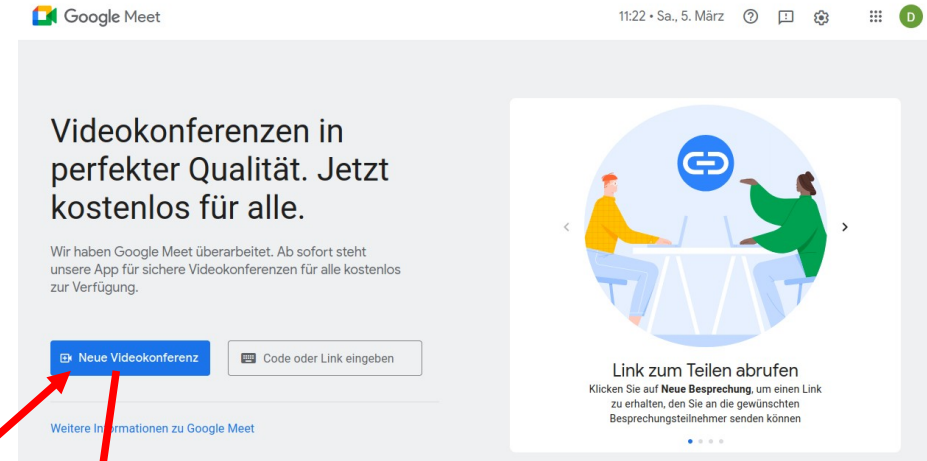 Google Meet
11:22 • Sa., 5. März
D
Videokonferenzen in
perfekter Qualität. Jetzt
kostenlos für alle.
Wir haben Google Meet überarbeitet. Ab sofort steht
unsere App für sichere Videokonferenzen für alle kostenlos
zur Verfügung.
Neue Videokonferenz
Code oder Link eingeben
Weitere Informationen zu Google Meet
Link zum Teilen abrufen
Klicken Sie auf Neue Besprechung, um einen Link
zu erhalten, den Sie an die gewünschten
Besprechungsteilnehmer senden können